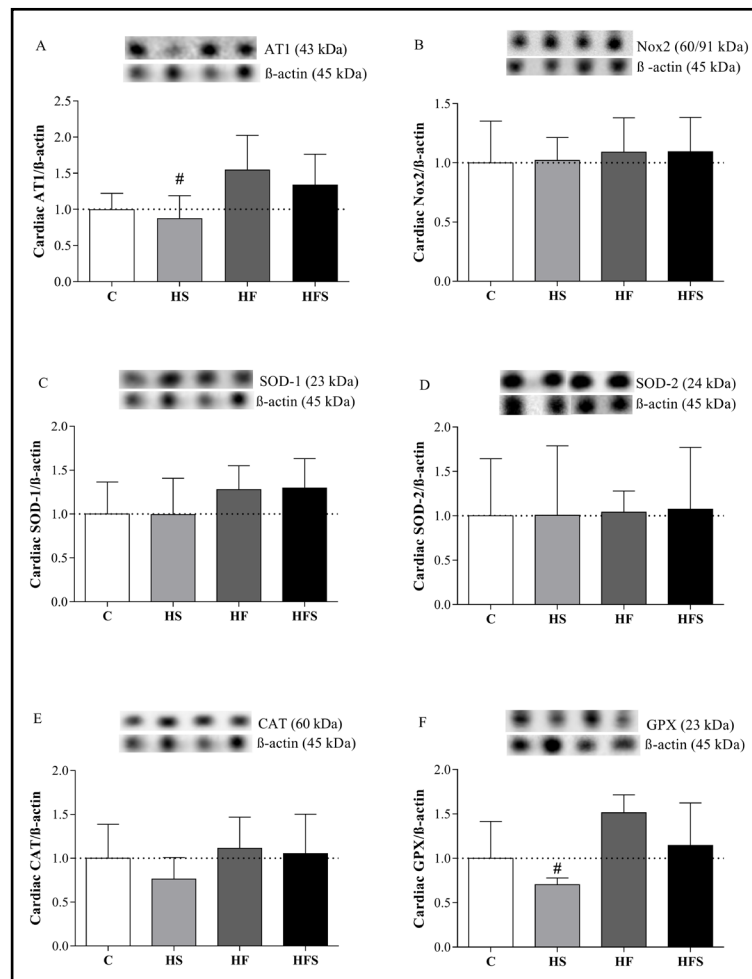 A
AT1 (43 kDa)
ß-actin (45 kDa)
Cardiac AT1/ß-actin
2.5
2.0
1.5
1.0
0.5
0.0
#
C HS HF HFS
B
Nox2 (60/91 kDa)
ß -actin (45 kDa)
Cardiac Nox2/ß-actin
1.5
1.0
0.5
0.0
C HS HF HFS
C
SOD-1 (23 kDa)
ß-actin (45 kDa)
Cardiac SOD-1/ß-actin
2.0
1.5
1.0
0.5
0.0
C HS HF HFS
D
SOD-2 (24 kDa)
ß-actin (45 kDa)
Cardiac SOD-2/ß-actin
2.0
1.5
1.0
0.5
0.0
C HS HF HFS
E
CAT (60 kDa)
ß-actin (45 kDa)
Cardiac CAT/ß-actin
2.0
1.5
1.0
0.5
0.0
C HS HF HFS
F
GPX (23 kDa)
ß-actin (45 kDa)
Cardiac GPX/ß-actin
2.0
1.5
1.0
0.5
0.0
#
C HS HF HFS